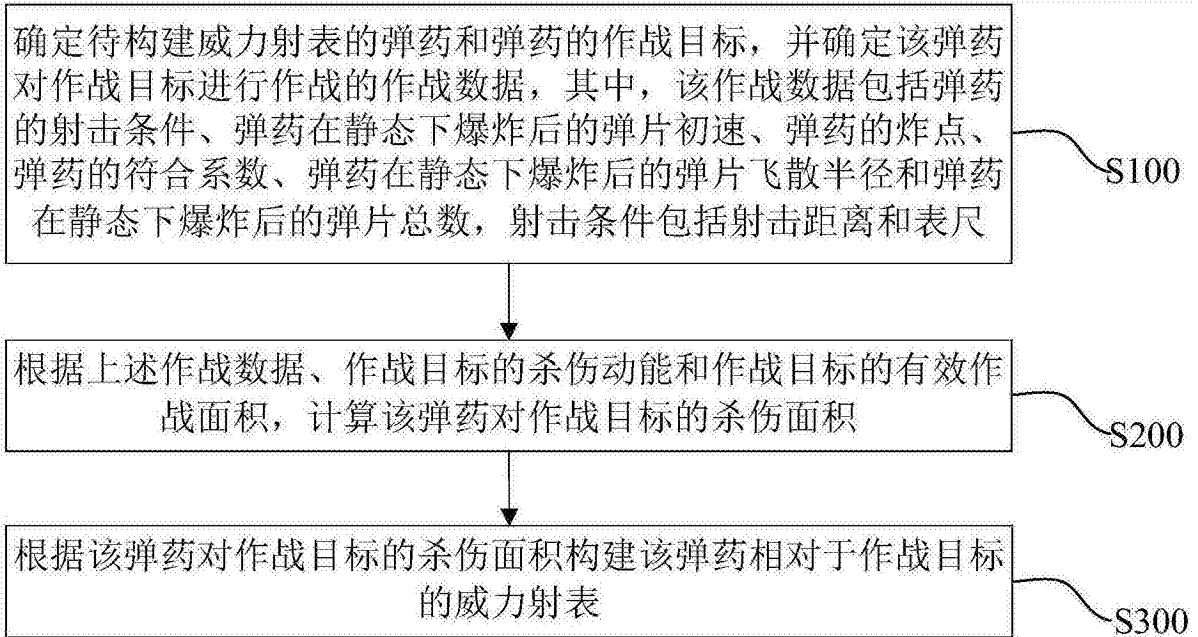 确定待构建威力射表的弹药和弹药的作战目标，并确定该弹药
对作战目标进行作战的作战数据，其中，该作战数据包括弹药
的射击条件、弹药在静态下爆炸后的弹片初速、弹药的炸点、
弹药的符合系数、弹药在静态下爆炸后的弹片飞散半径和弹药
在静态下爆炸后的弹片总数，射击条件包括射击距离和表尺
S100
根据上述作战数据、作战目标的杀伤动能和作战目标的有效作
战面积，计算该弹药对作战目标的杀伤面积
S200
根据该弹药对作战目标的杀伤面积构建该弹药相对于作战目标
的威力射表
S300